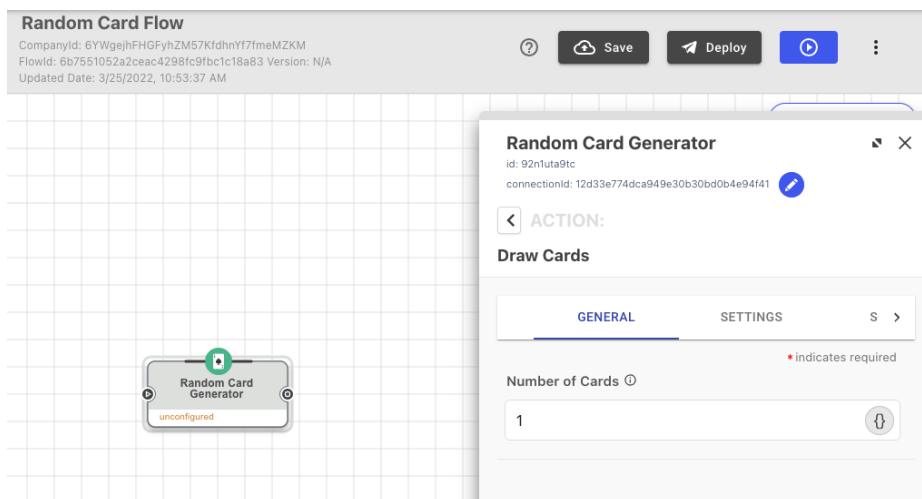 Random Card Flow
CompanyId: 6YWgejhFHGFyhZM57KfdhnYf7fmeMZKM
FlowId: 6b7551052a2ceac4298fc9fbc1c18a83 Version: N/A
Updated Date: 3/25/2022, 10:53:37 AM
Save
Deploy
Random Card Generator
id: 92n1uta9tc
connectionId: 12d33e774dca949e30b30bd0b4e94f41
ACTION:
Draw Cards
GENERAL
SETTINGS
S
* indicates required
Number of Cards
1
{}
Random Card
Generator
unconfigured